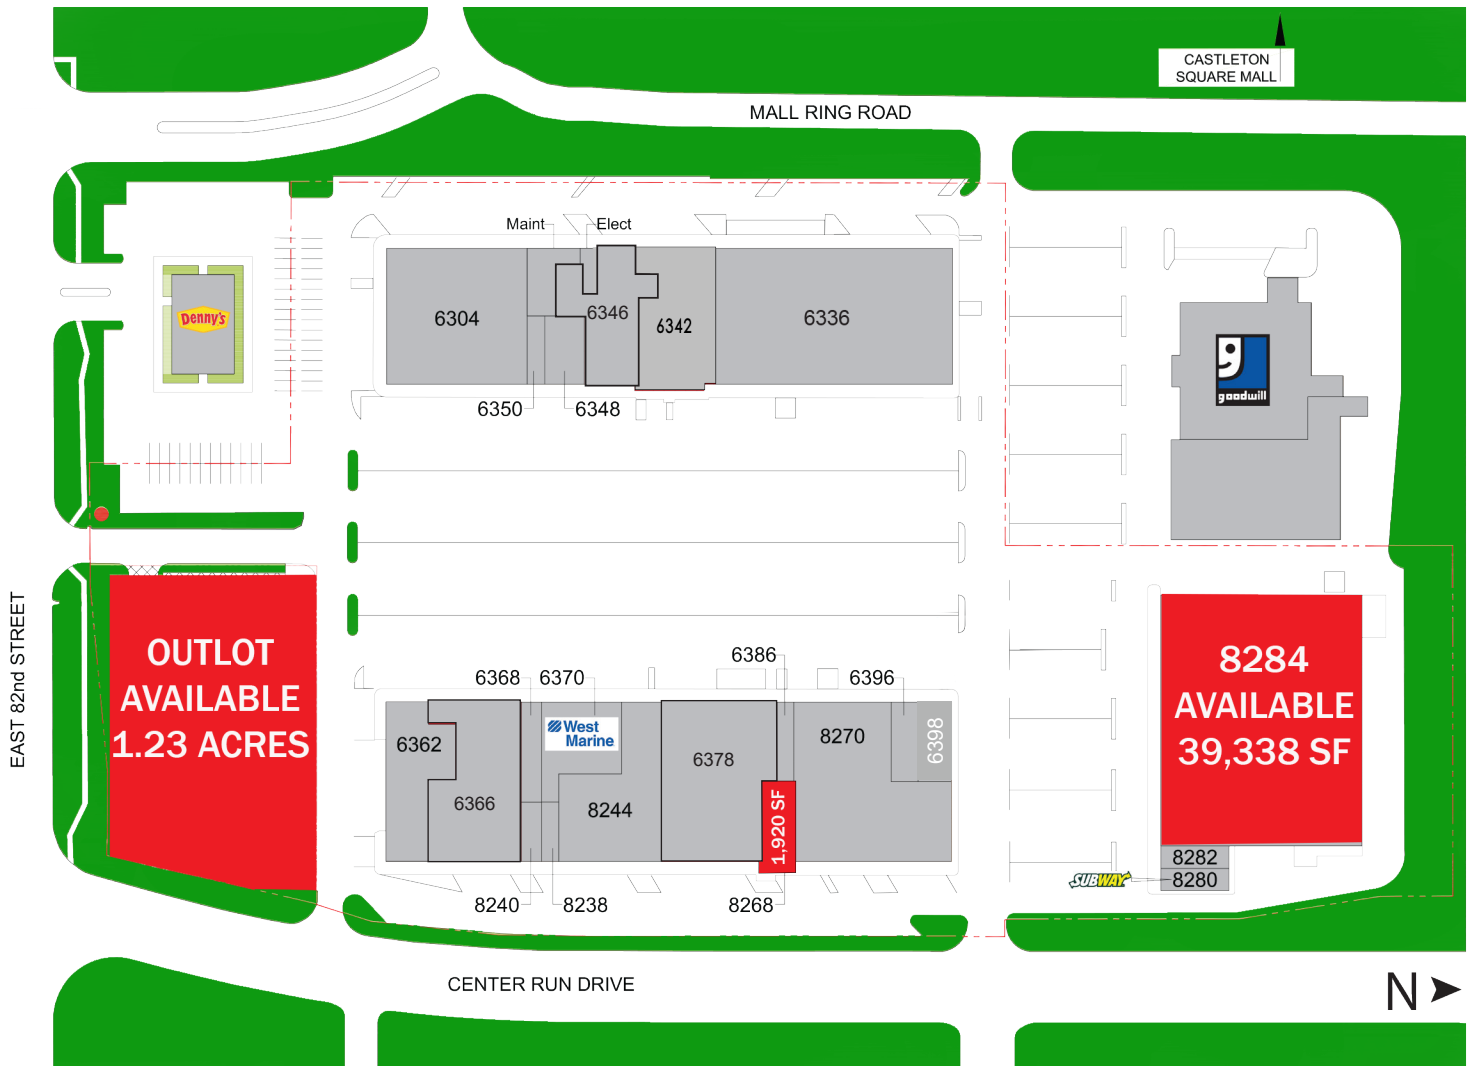 CASTLETON
SQUARE MALL
MALL RING ROAD
Maint
Elect
6304
6346
6342
6336
Denny's
goodwill
6350
6348
EAST 82nd STREET
OUTLOT
AVAILABLE
1.23 ACRES
6386
6368
6370
6396
8284
AVAILABLE
39,338 SF
West
Marine
6362
6378
8270
6398
6366
8244
1,920 SF
8282
8280
SUBWAY
8240
8238
8268
CENTER RUN DRIVE
N